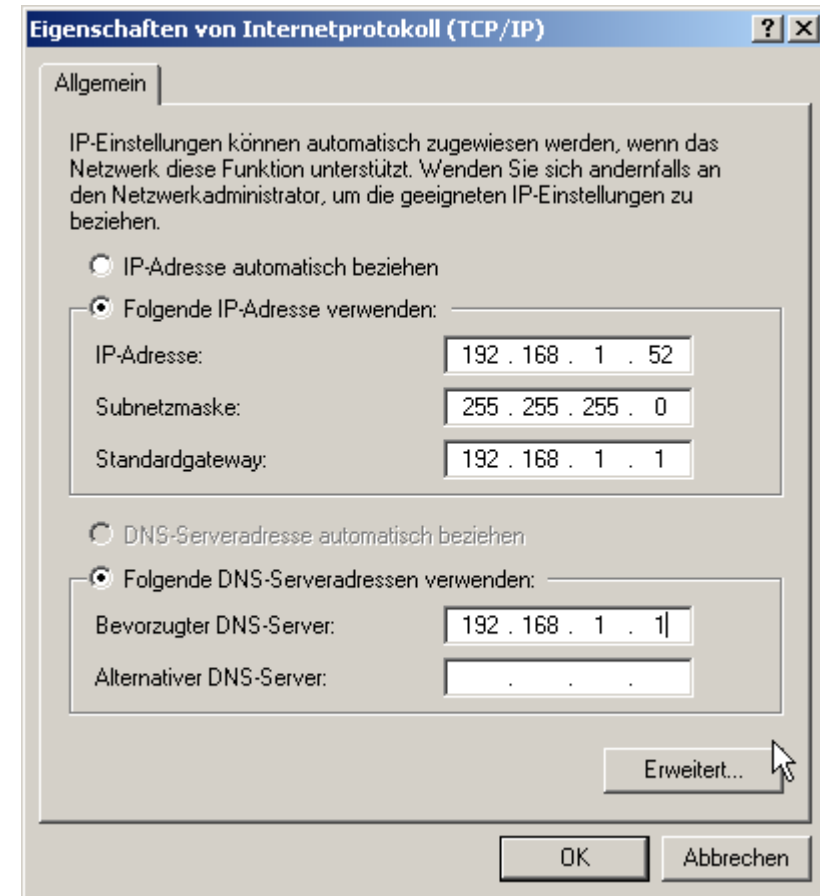 Eigenschaften von Internetprotokoll (TCP/IP)
Allgemein
IP-Einstellungen können automatisch zugewiesen werden, wenn das
Netzwerk diese Funktion unterstützt. Wenden Sie sich andernfalls an
den Netzwerkadministrator, um die geeigneten IP-Einstellungen zu
beziehen.
IP-Adresse automatisch beziehen
Folgende IP-Adresse verwenden:
IP-Adresse: 192 . 168 . 1 . 52
Subnetzmaske: 255 . 255 . 255 . 0
Standardgateway: 192 . 168 . 1 . 1
DNS-Serveradresse automatisch beziehen
Folgende DNS-Serveradressen verwenden:
Bevorzugter DNS-Server: 192 . 168 . 1 . 1
Alternativer DNS-Server: . . .
Erweitert...
OK Abbrechen